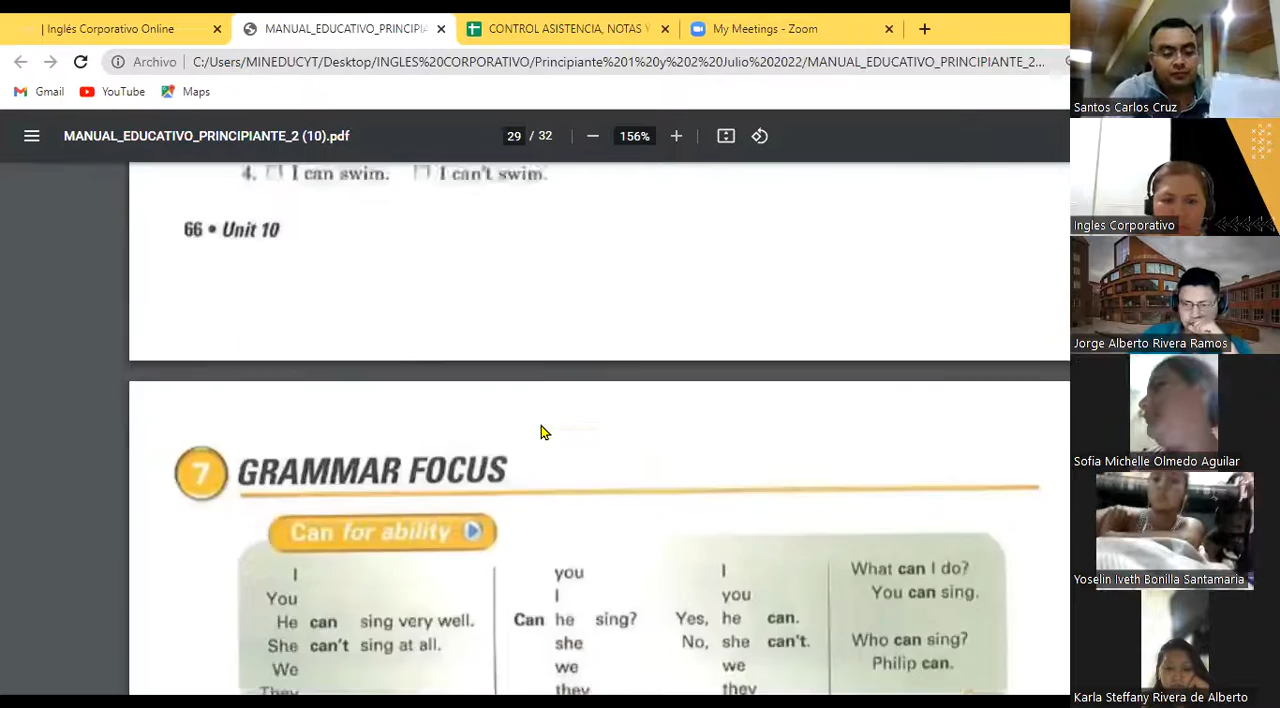 | Inglés Corporativo Online
MANUAL_EDUCATIVO_PRINCIPIA
CONTROL ASISTENCIA, NOTAS Y
My Meetings - Zoom
Archivo
C:/Users/MINEDUCYT/Desktop/INGLES%20CORPORATIVO/Principiante%201%20y%202%20Julio%202022/MANUAL_EDUCATIVO_PRINCIPIANTE_2...
Gmail
YouTube
Maps
MANUAL_EDUCATIVO_PRINCIPIANTE_2 (10).pdf
29 / 32
156%
4. I can swim. I can't swim.
66 • Unit 10
7 GRAMMAR FOCUS
Can for ability
I
You
He can sing very well.
She can't sing at all.
We
They
you
I
Can he sing?
she
we
they
I
you
Yes, he can.
No, she can't.
we
they
What can I do?
You can sing.
Who can sing?
Philip can.
Santos Carlos Cruz
Ingles Corporativo
Jorge Alberto Rivera Ramos
Sofia Michelle Olmedo Aguilar
Yoselin Iveth Bonilla Santamaria
Karla Steffany Rivera de Alberto